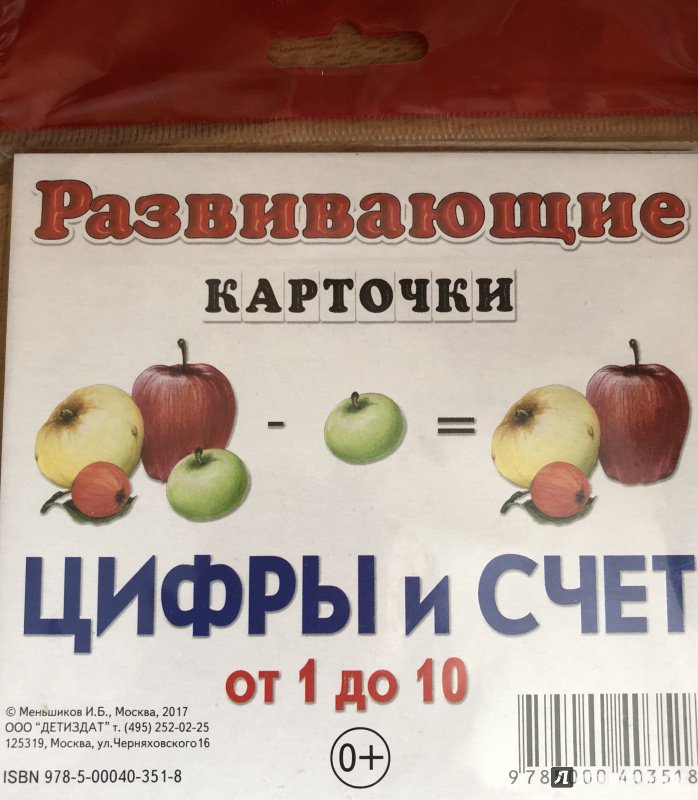 Развивающие
КАРТОЧКИ
- =
ЦИФРЫ и СЧЕТ
от 1 до 10
© Меньшиков И.Б., Москва, 2017
ООО "ДЕТИЗДАТ" т. (495) 252-02-25
125319, Москва, ул.Черняховского16
0+
ISBN 978-5-00040-351-8